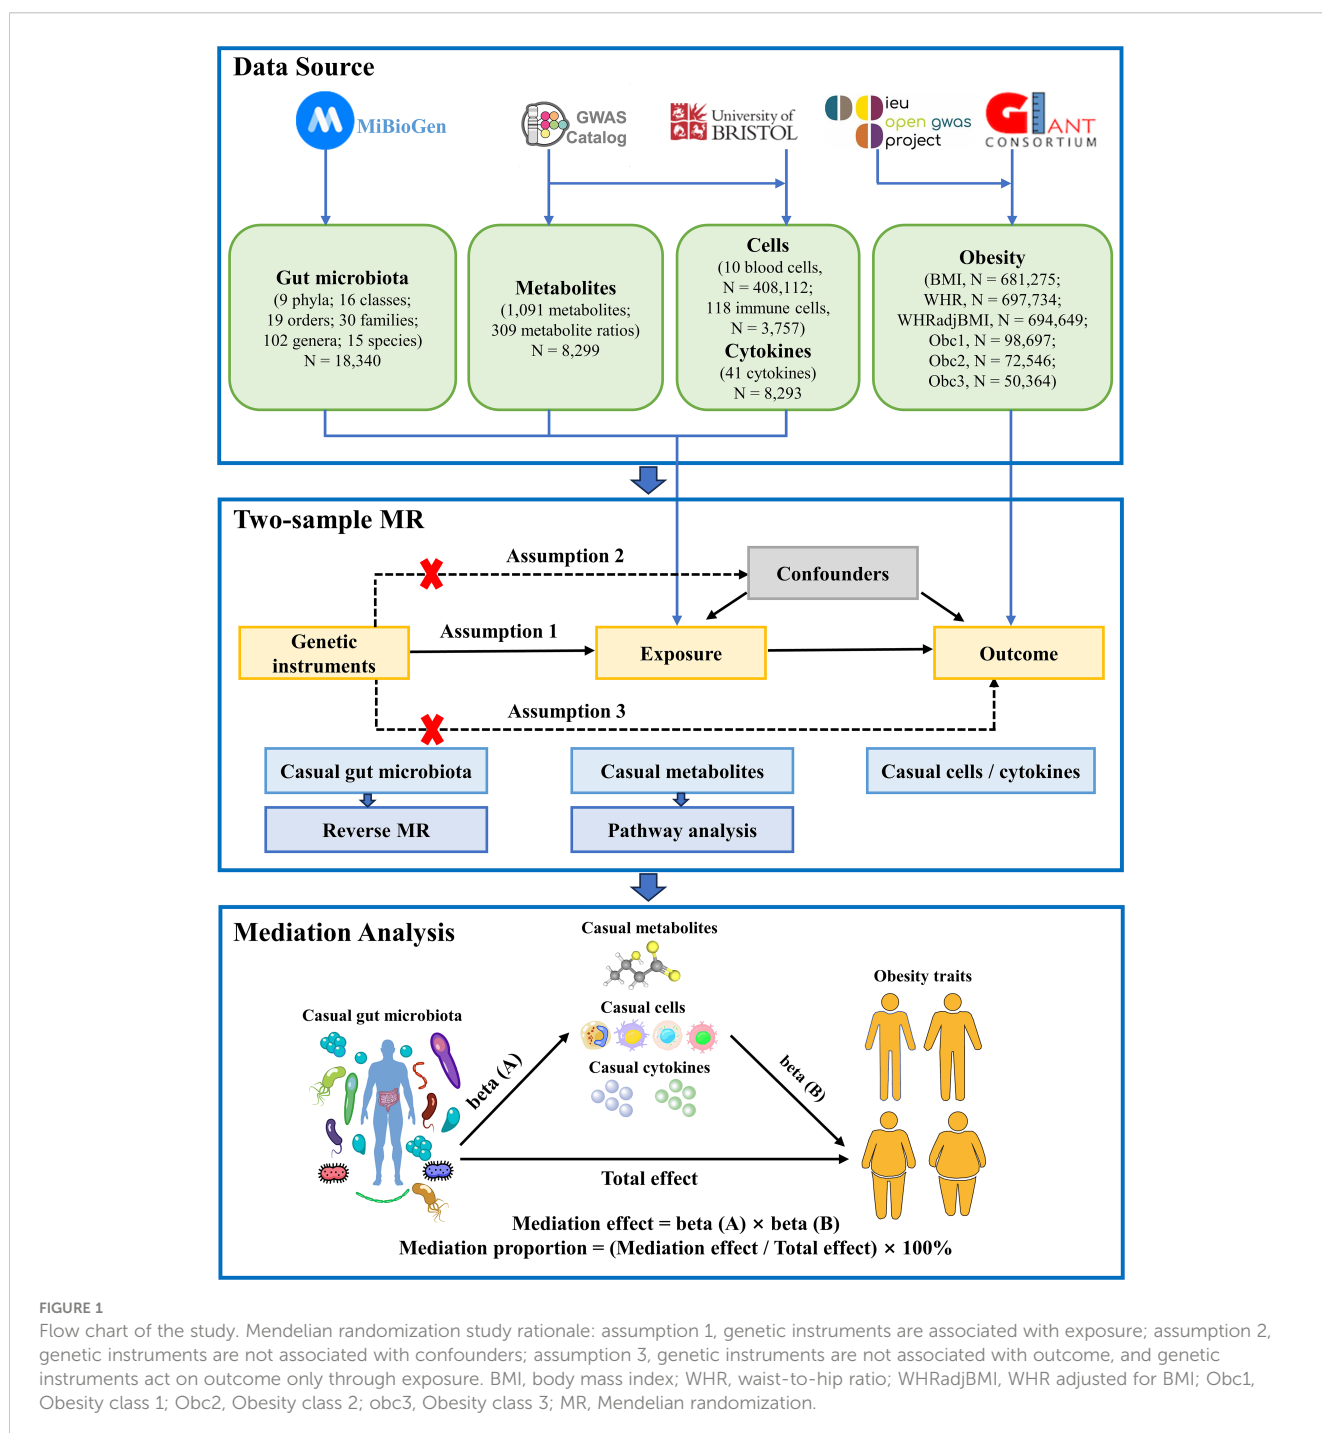 Data Source
MiBioGen
GWAS
Catalog
University of
BRISTOL
ieu
open gwas
project
GIANT
CONSORTIUM
Gut microbiota
(9 phyla; 16 classes;
19 orders; 30 families;
102 genera; 15 species)
N = 18,340
Metabolites
(1,091 metabolites;
309 metabolite ratios)
N = 8,299
Cells
(10 blood cells,
N = 408,112;
118 immune cells,
N = 3,757)
Cytokines
(41 cytokines)
N = 8,293
Obesity
(BMI, N = 681,275;
WHR, N = 697,734;
WHRadjBMI, N = 694,649;
Obc1, N = 98,697;
Obc2, N = 72,546;
Obc3, N = 50,364)
Two-sample MR
Assumption 2
Confounders
Genetic
instruments
Assumption 1
Exposure
Outcome
Assumption 3
Casual gut microbiota
Casual metabolites
Casual cells / cytokines
Reverse MR
Pathway analysis
Mediation Analysis
Casual metabolites
Obesity traits
Casual gut microbiota
Casual cells
Casual cytokines
beta (A)
beta (B)
Total effect
Mediation effect = beta (A) × beta (B)
Mediation proportion = (Mediation effect / Total effect) × 100%
FIGURE 1
Flow chart of the study. Mendelian randomization study rationale: assumption 1, genetic instruments are associated with exposure; assumption 2,
genetic instruments are not associated with confounders; assumption 3, genetic instruments are not associated with outcome, and genetic
instruments act on outcome only through exposure. BMI, body mass index; WHR, waist-to-hip ratio; WHRadjBMI, WHR adjusted for BMI; Obc1,
Obesity class 1; Obc2, Obesity class 2; obc3, Obesity class 3; MR, Mendelian randomization.